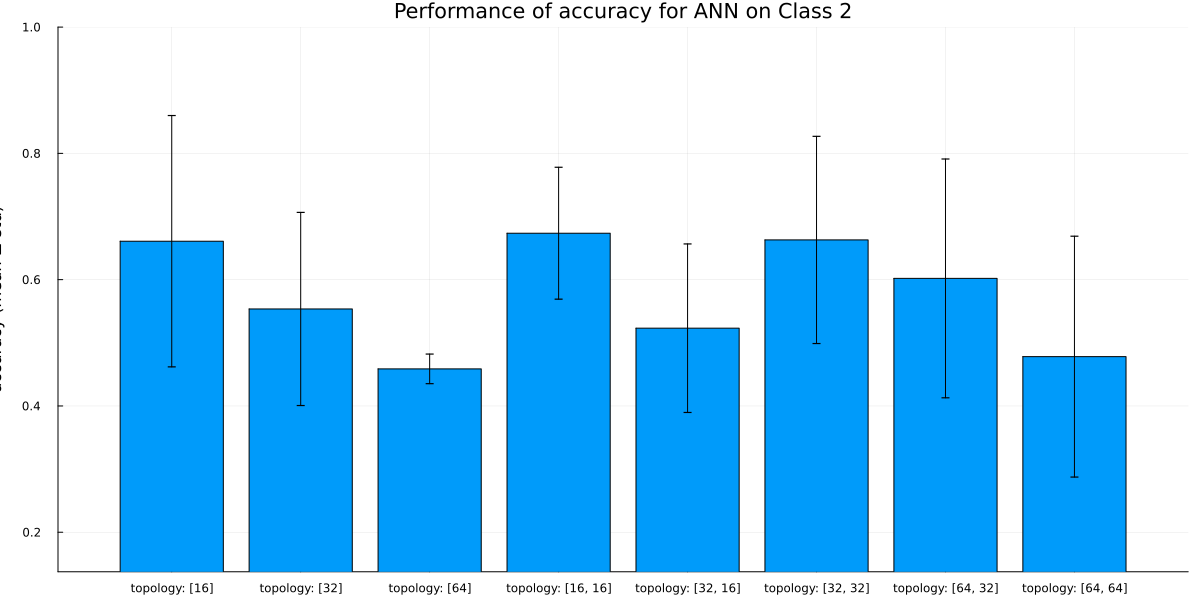 Performance of accuracy for ANN on Class 2
1.0
0.8
0.6
0.4
0.2
topology: [16] topology: [32] topology: [64] topology: [16, 16] topology: [32, 16] topology: [32, 32] topology: [64, 32] topology: [64, 64]